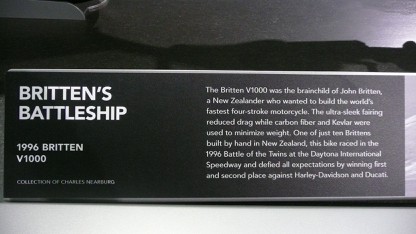 BRITTEN'S
BATTLESHIP
1996 BRITTEN
V1000
COLLECTION OF CHARLES NEARBURG
The Britten V1000 was the brainchild of John Britten,
a New Zealander who wanted to build the world's
fastest four-stroke motorcycle. The ultra-sleek fairing
reduced drag while carbon fiber and Kevlar were
used to minimize weight. One of just ten Brittens
built by hand in New Zealand, this bike raced in the
1996 Battle of the Twins at the Daytona International
Speedway and defied all expectations by winning first
and second place against Harley-Davidson and Ducati.